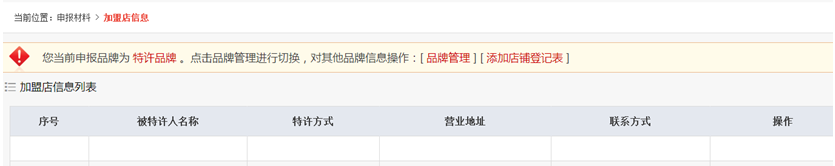 当前位置：申报材料 > 加盟店信息
您当前申报品牌为 特许品牌 。点击品牌管理进行切换，对其他品牌信息操作：[ 品牌管理 ] [ 添加店铺登记表 ]
加盟店信息列表
序号 被特许人名称 特许方式 营业地址 联系方式 操作